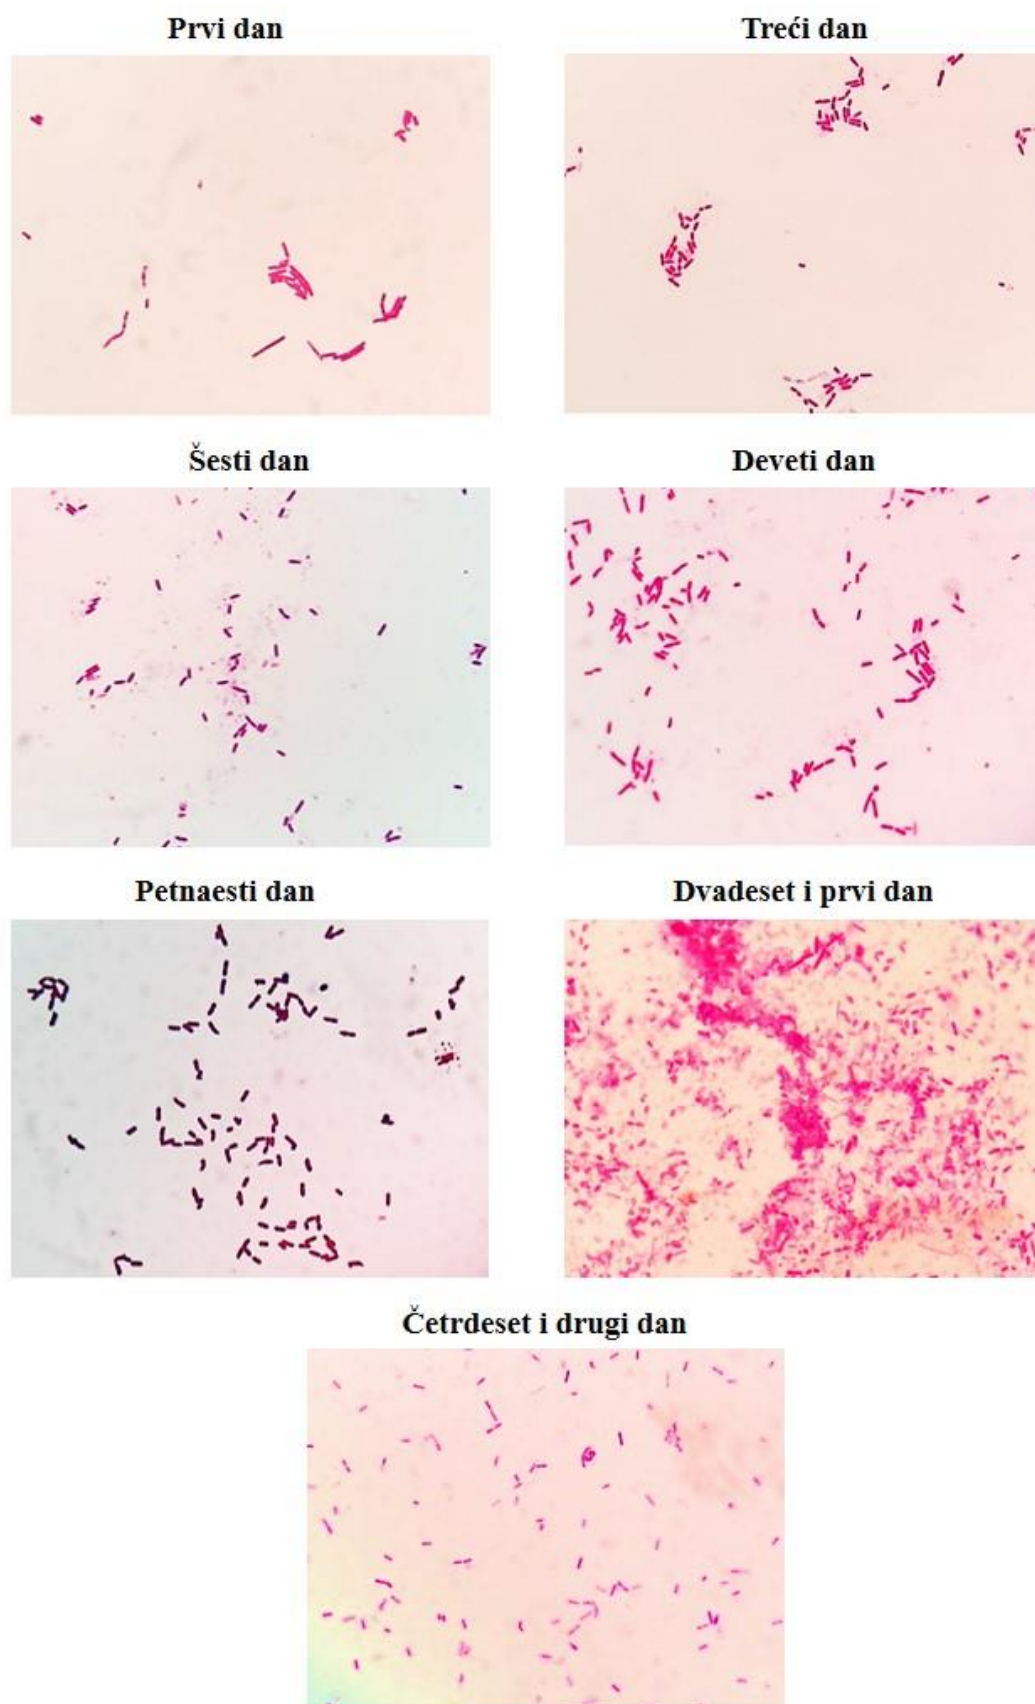 Prvi dan
Treći dan
Šesti dan
Deveti dan
Petnaesti dan
Dvadeset i prvi dan
Četrdeset i drugi dan